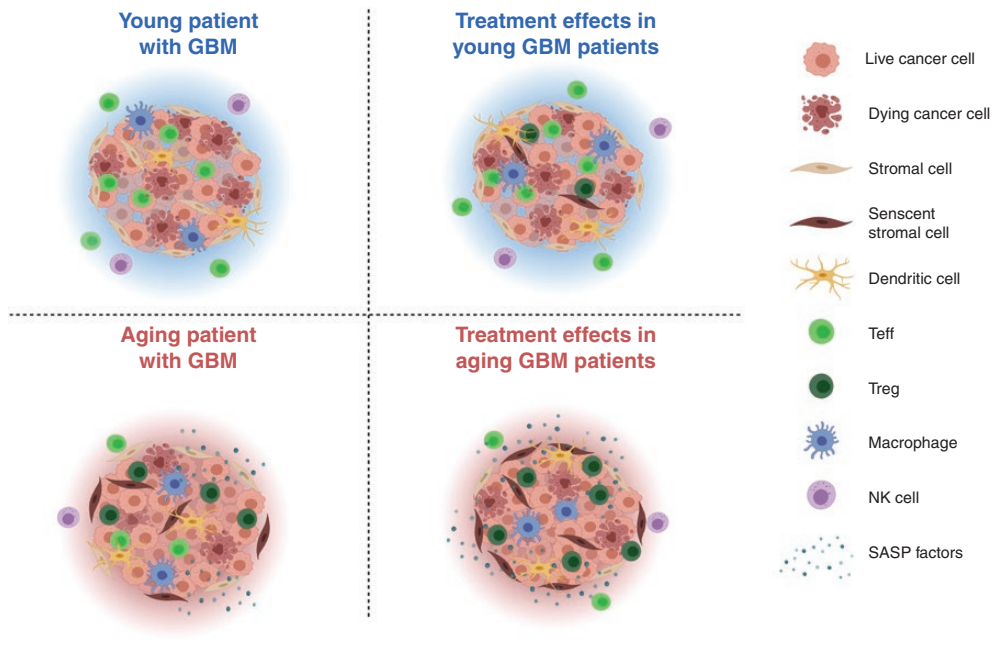 Young patient
with GBM
Treatment effects in
young GBM patients
Aging patient
with GBM
Treatment effects in
aging GBM patients
Live cancer cell
Dying cancer cell
Stromal cell
Senscent
stromal cell
Dendritic cell
Teff
Treg
Macrophage
NK cell
SASP factors